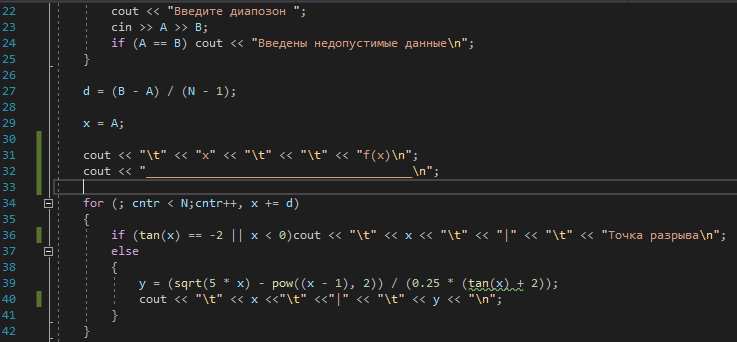 22 cout << "Введите диапозон ";
23 cin >> A >> B;
24 if (A == B) cout << "Введены недопустимые данные\n";
25 }
26
27 d = (B - A) / (N - 1);
28
29 x = A;
30
31 cout << "\t" << "x" << "\t" << "\t" << "f(x)\n";
32 cout << "______________________________________\n";
33
34 for (; cntr < N;cntr++, x += d)
35 {
36 if (tan(x) == -2 || x < 0)cout << "\t" << x << "\t" << "|" << "\t" << "Точка разрыва\n";
37 else
38 {
39 y = (sqrt(5 * x) - pow((x - 1), 2)) / (0.25 * (tan(x) + 2));
40 cout << "\t" << x <<"\t" <<"|" << "\t" << y << "\n";
41 }
42 }